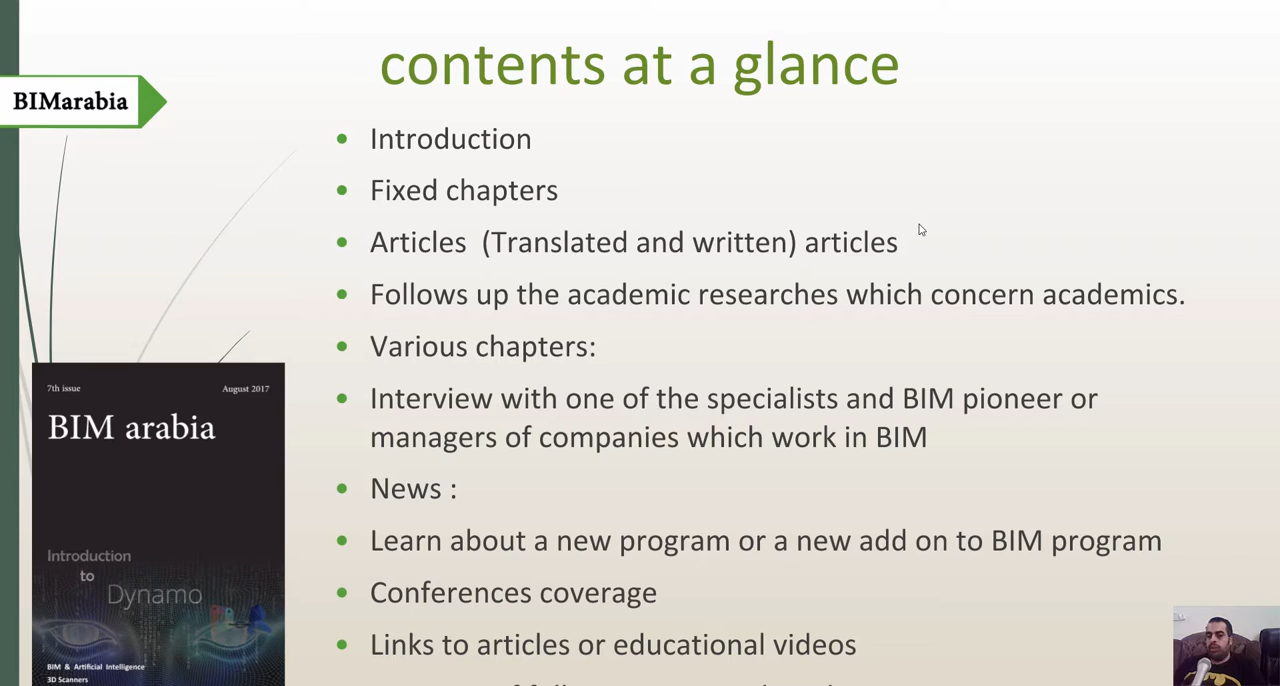 contents at a glance
BIMarabia
Introduction
Fixed chapters
Articles (Translated and written) articles
Follows up the academic researches which concern academics.
Various chapters:
Interview with one of the specialists and BIM pioneer or
managers of companies which work in BIM
News :
Learn about a new program or a new add on to BIM program
Conferences coverage
Links to articles or educational videos
7th issue
August 2017
BIM arabia
Introduction
to
Dynamo
BIM & Artificial Intelligence
3D Scanners